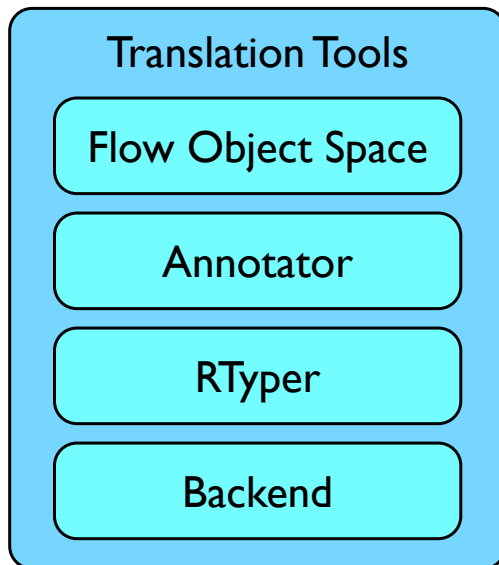 Translation Tools
Flow Object Space
Annotator
RTyper
Backend